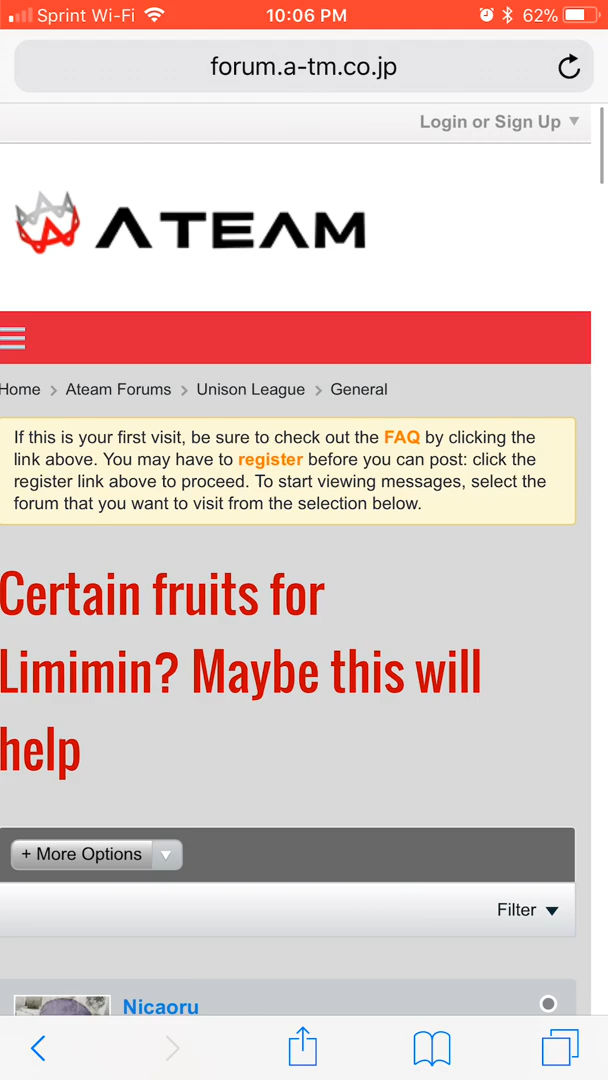 Sprint Wi-Fi 10:06 PM 62%
forum.a-tm.co.jp
Login or Sign Up
ATEAM
Home > Ateam Forums > Unison League > General
If this is your first visit, be sure to check out the FAQ by clicking the
link above. You may have to register before you can post: click the
register link above to proceed. To start viewing messages, select the
forum that you want to visit from the selection below.
Certain fruits for
Limimin? Maybe this will
help
+ More Options
Filter
Nicaoru